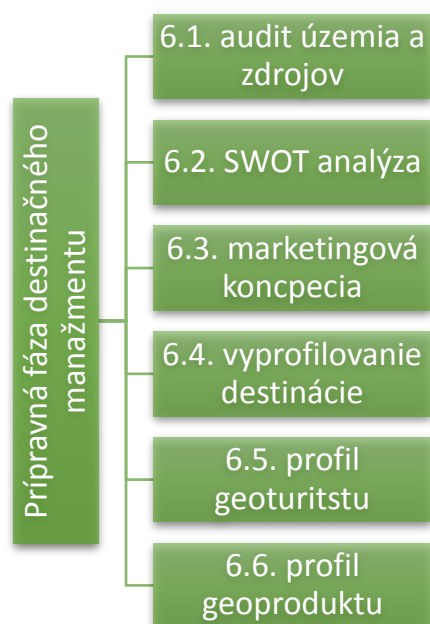 Prípravná fáza destinačného
manažmentu
6.1. audit územia a
zdrojov
6.2. SWOT analýza
6.3. marketingová
koncpecia
6.4. vyprofilovanie
destinácie
6.5. profil
geoturitstu
6.6. profil
geoproduktu